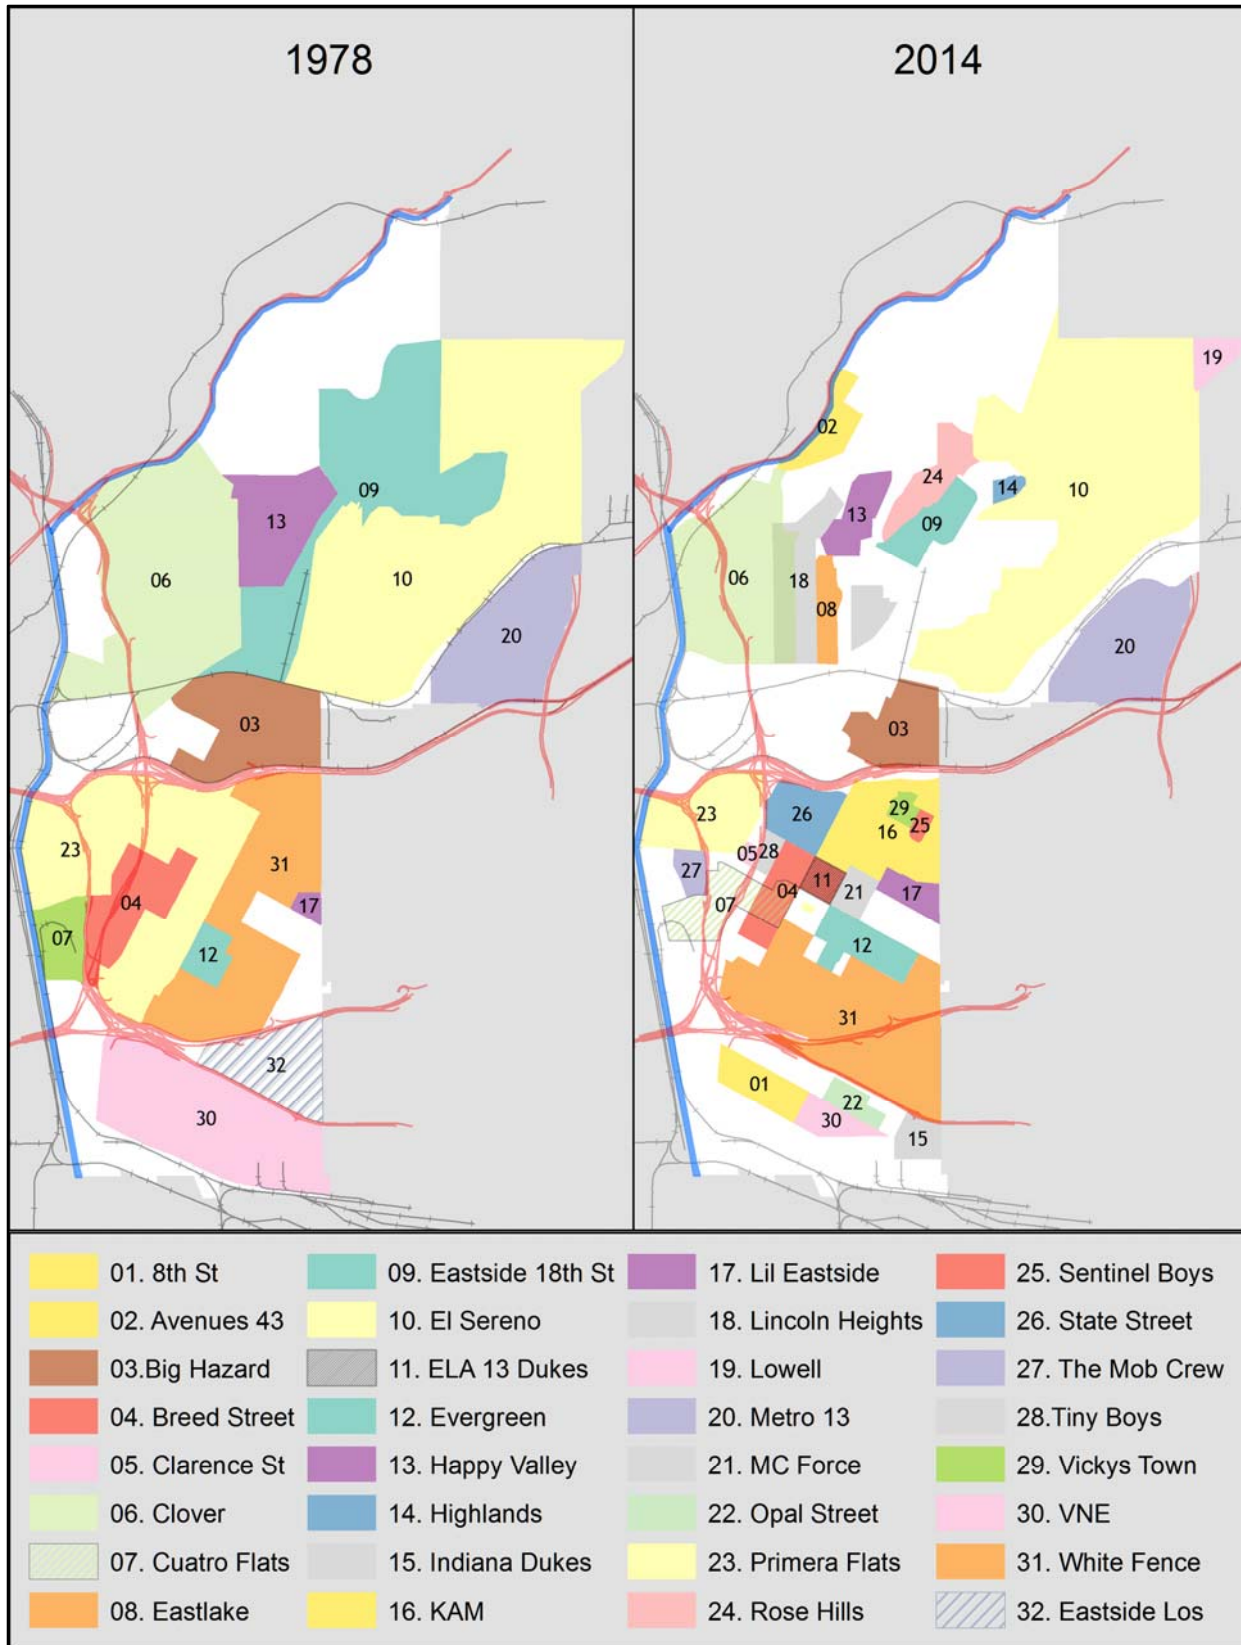 1978
2014
09
13
06
10
20
03
23
31
04
17
07
12
32
30
19
02
24
14
13
10
09
06
18
08
20
03
23
26
29
25
16
05
28
27
04
11
21
17
07
12
31
01
22
30
15
01. 8th St
02. Avenues 43
03.Big Hazard
04. Breed Street
05. Clarence St
06. Clover
07. Cuatro Flats
08. Eastlake
09. Eastside 18th St
10. El Sereno
11. ELA 13 Dukes
12. Evergreen
13. Happy Valley
14. Highlands
15. Indiana Dukes
16. KAM
17. Lil Eastside
18. Lincoln Heights
19. Lowell
20. Metro 13
21. MC Force
22. Opal Street
23. Primera Flats
24. Rose Hills
25. Sentinel Boys
26. State Street
27. The Mob Crew
28.Tiny Boys
29. Vickys Town
30. VNE
31. White Fence
32. Eastside Los